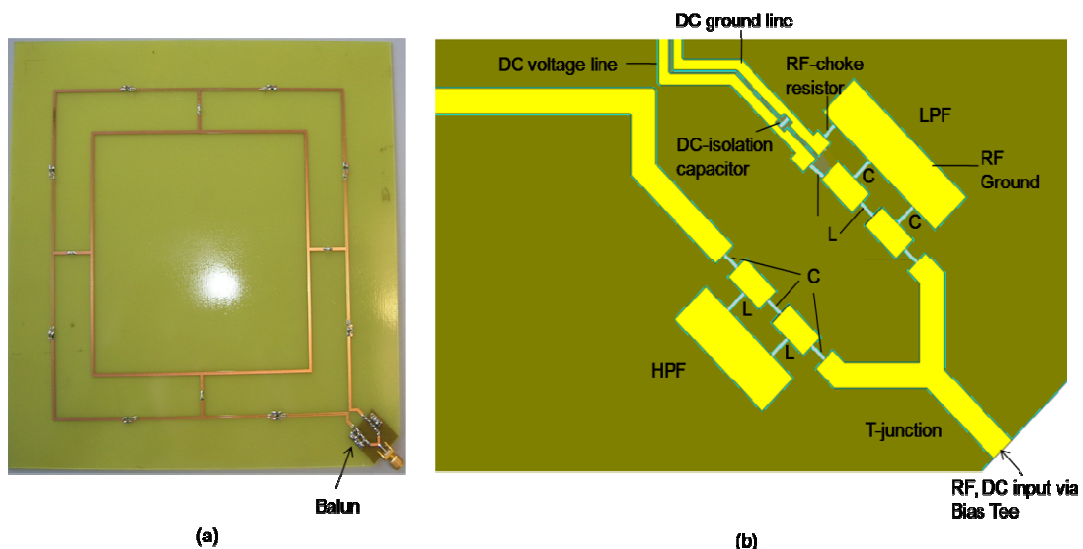 Balun
(a)
DC ground line
DC voltage line
RF-choke
resistor
LPF
DC-isolation
capacitor
RF
Ground
C
C
L
C
L
L
HPF
T-junction
RF, DC input via
Bias Tee
(b)